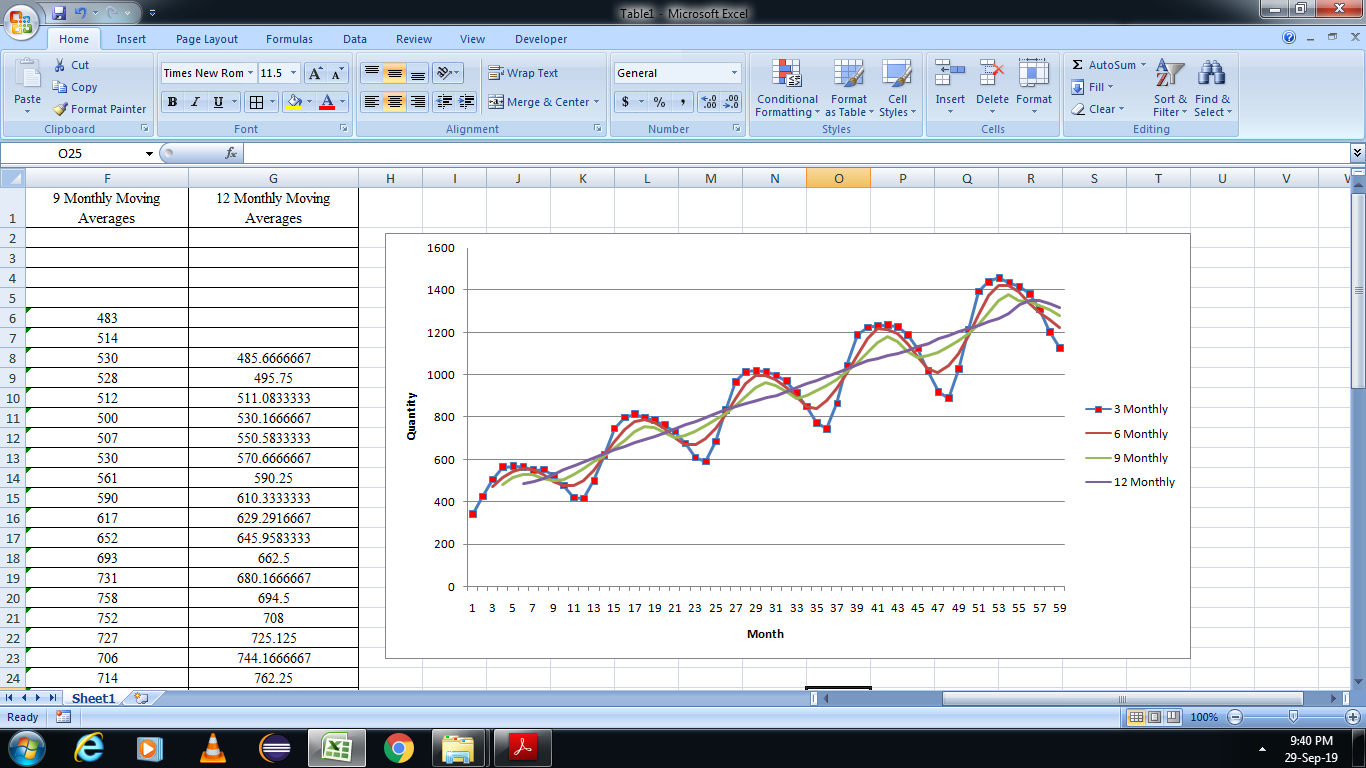 Table1 - Microsoft Excel
Home Insert Page Layout Formulas Data Review View Developer
Paste
Cut
Copy
Format Painter
Clipboard
Times New Rom 11.5
B I U
Font
Wrap Text
Merge & Center
Alignment
General
$ % ,
Number
Conditional Formatting
Format as Table
Cell Styles
Styles
Insert Delete Format
Cells
AutoSum
Fill
Clear
Sort & Filter
Find & Select
Editing
O25 fx
F G H I J K L M N O P Q R S T U V
1 9 Monthly Moving Averages 12 Monthly Moving Averages
2
3
4
5
6 483
7 514
8 530 485.6666667
9 528 495.75
10 512 511.0833333
11 500 530.1666667
12 507 550.5833333
13 530 570.6666667
14 561 590.25
15 590 610.3333333
16 617 629.2916667
17 652 645.9583333
18 693 662.5
19 731 680.1666667
20 758 694.5
21 752 708
22 727 725.125
23 706 744.1666667
24 714 762.25
1600
1400
1200
1000
800
600
400
200
0
Quantity
1 3 5 7 9 11 13 15 17 19 21 23 25 27 29 31 33 35 37 39 41 43 45 47 49 51 53 55 57 59
Month
3 Monthly
6 Monthly
9 Monthly
12 Monthly
Sheet1
Ready
100%
9:40 PM
29-Sep-19